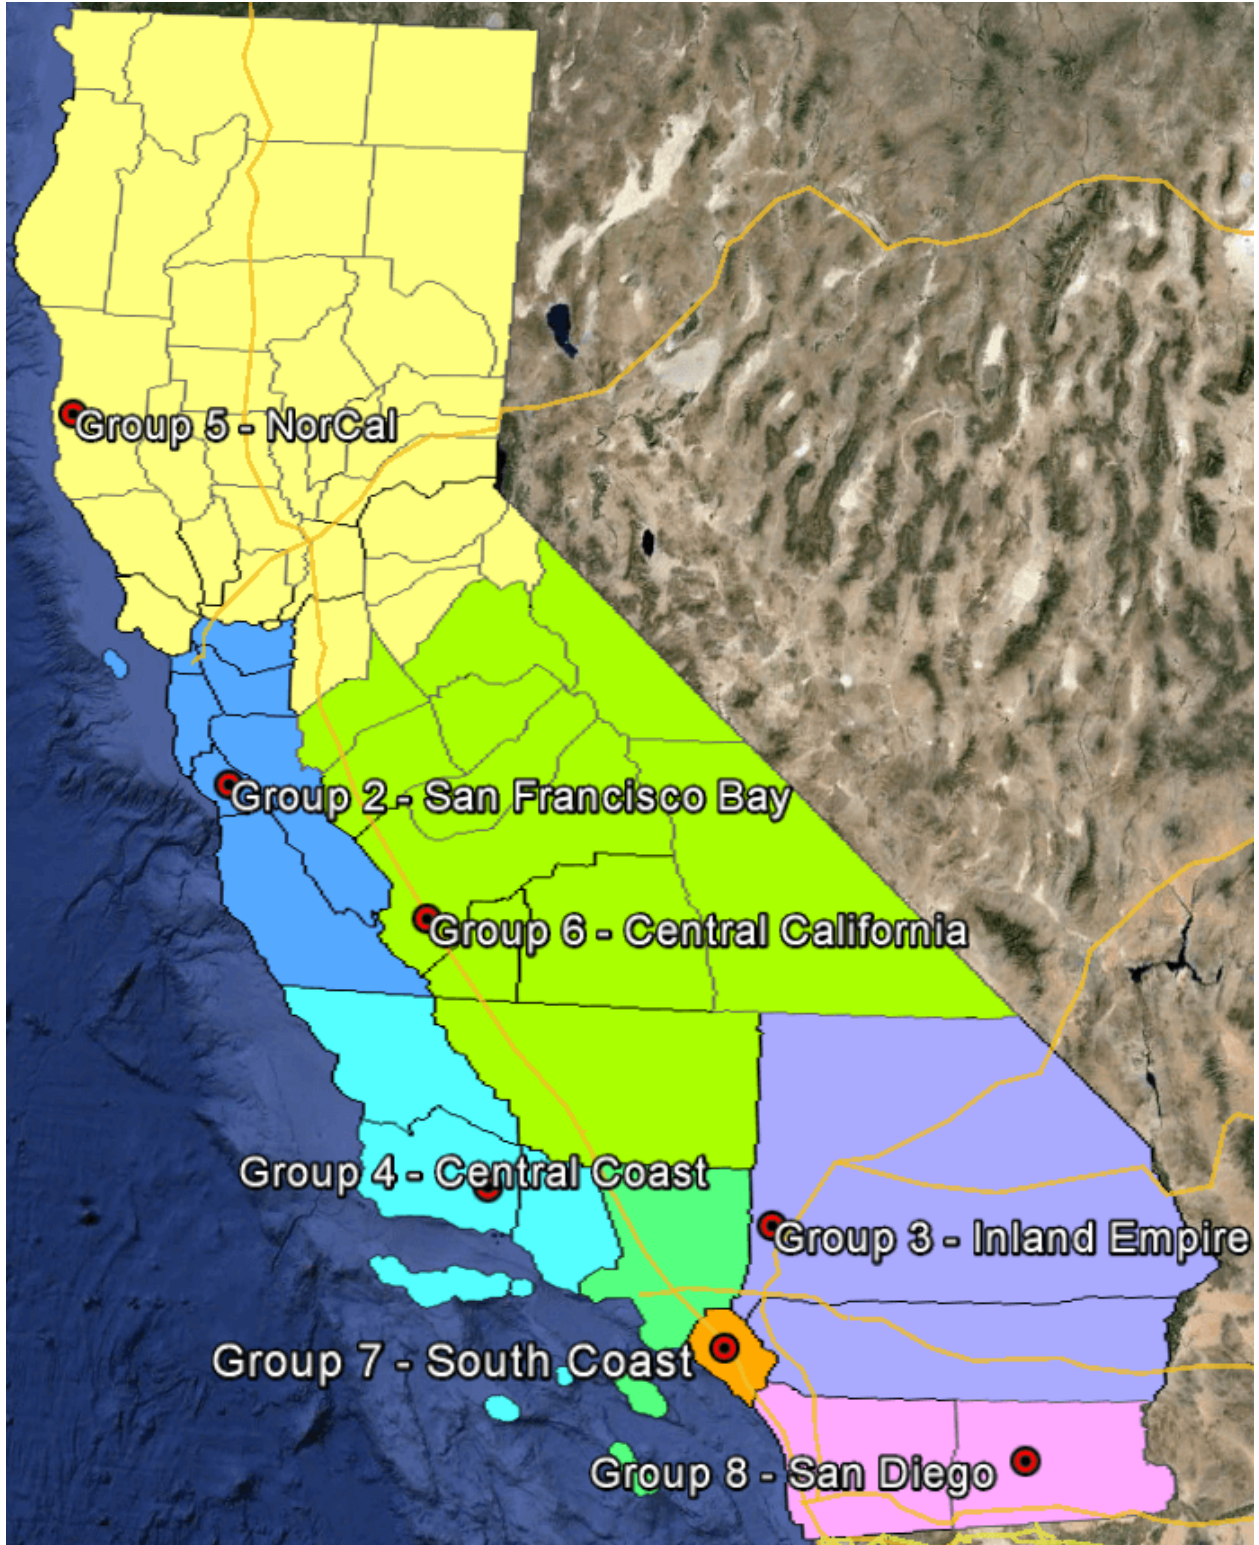 Group 5 - NorCal
Group 2 - San Francisco Bay
Group 6 - Central California
Group 4 - Central Coast
Group 3 - Inland Empire
Group 7 - South Coast
Group 8 - San Diego